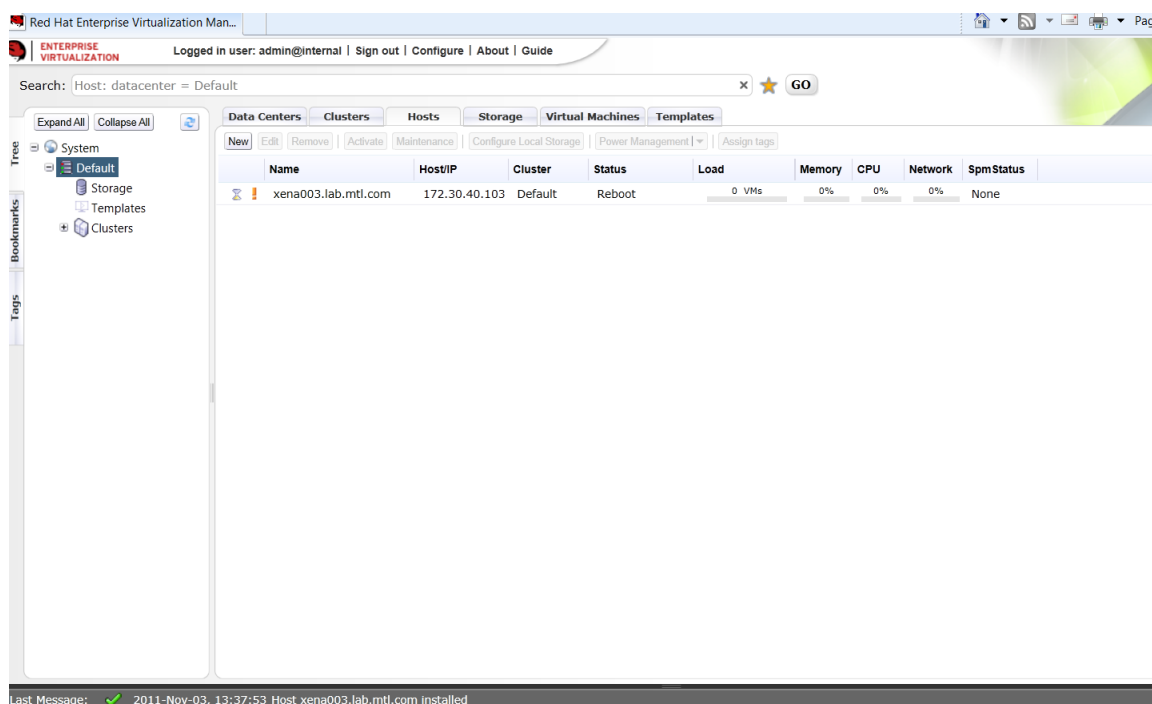 Red Hat Enterprise Virtualization Man...
Pag
ENTERPRISE
VIRTUALIZATION
Logged in user: admin@internal | Sign out | Configure | About | Guide
Search: Host: datacenter = Default
GO
Expand All Collapse All
Tree
Bookmarks
Tags
System
Default
Storage
Templates
Clusters
Data Centers Clusters Hosts Storage Virtual Machines Templates
New Edit Remove | Activate Maintenance | Configure Local Storage | Power Management | Assign tags
Name Host/IP Cluster Status Load Memory CPU Network SpmStatus
xena003.lab.mtl.com 172.30.40.103 Default Reboot 0 VMs 0% 0% 0% None
Last Message: 2011-Nov-03, 13:37:53 Host xena003.lab.mtl.com installed